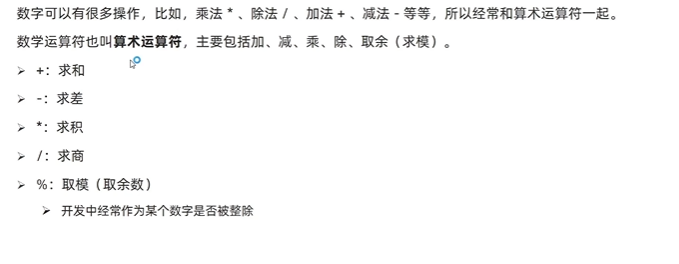 数字可以有很多操作，比如，乘法 * 、除法 / 、加法 + 、减法 - 等等，所以经常和算术运算符一起。
数学运算符也叫算术运算符，主要包括加、减、乘、除、取余（求模）。
➢ +：求和
➢ -：求差
➢ *：求积
➢ /：求商
➢ %：取模（取余数）
➢ 开发中经常作为某个数字是否被整除